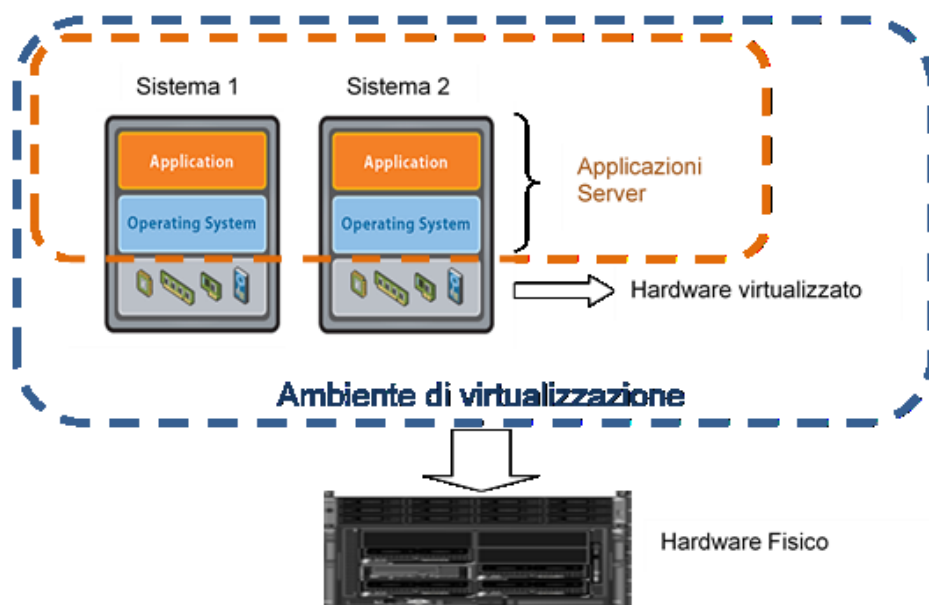 Sistema 1
Sistema 2
Application
Application
Operating System
Operating System
Applicazioni
Server
Hardware virtualizzato
Ambiente di virtualizzazione
Hardware Fisico